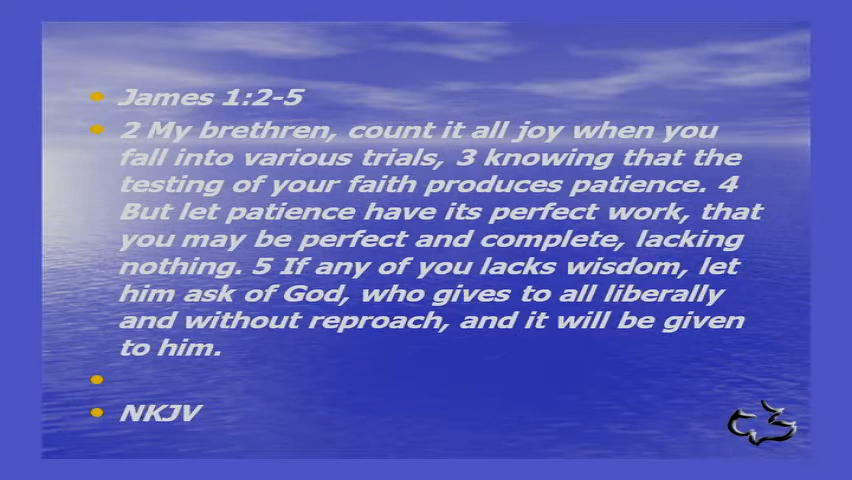 James 1:2-5
2 My brethren, count it all joy when you
fall into various trials, 3 knowing that the
testing of your faith produces patience. 4
But let patience have its perfect work, that
you may be perfect and complete, lacking
nothing. 5 If any of you lacks wisdom, let
him ask of God, who gives to all liberally
and without reproach, and it will be given
to him.
NKJV